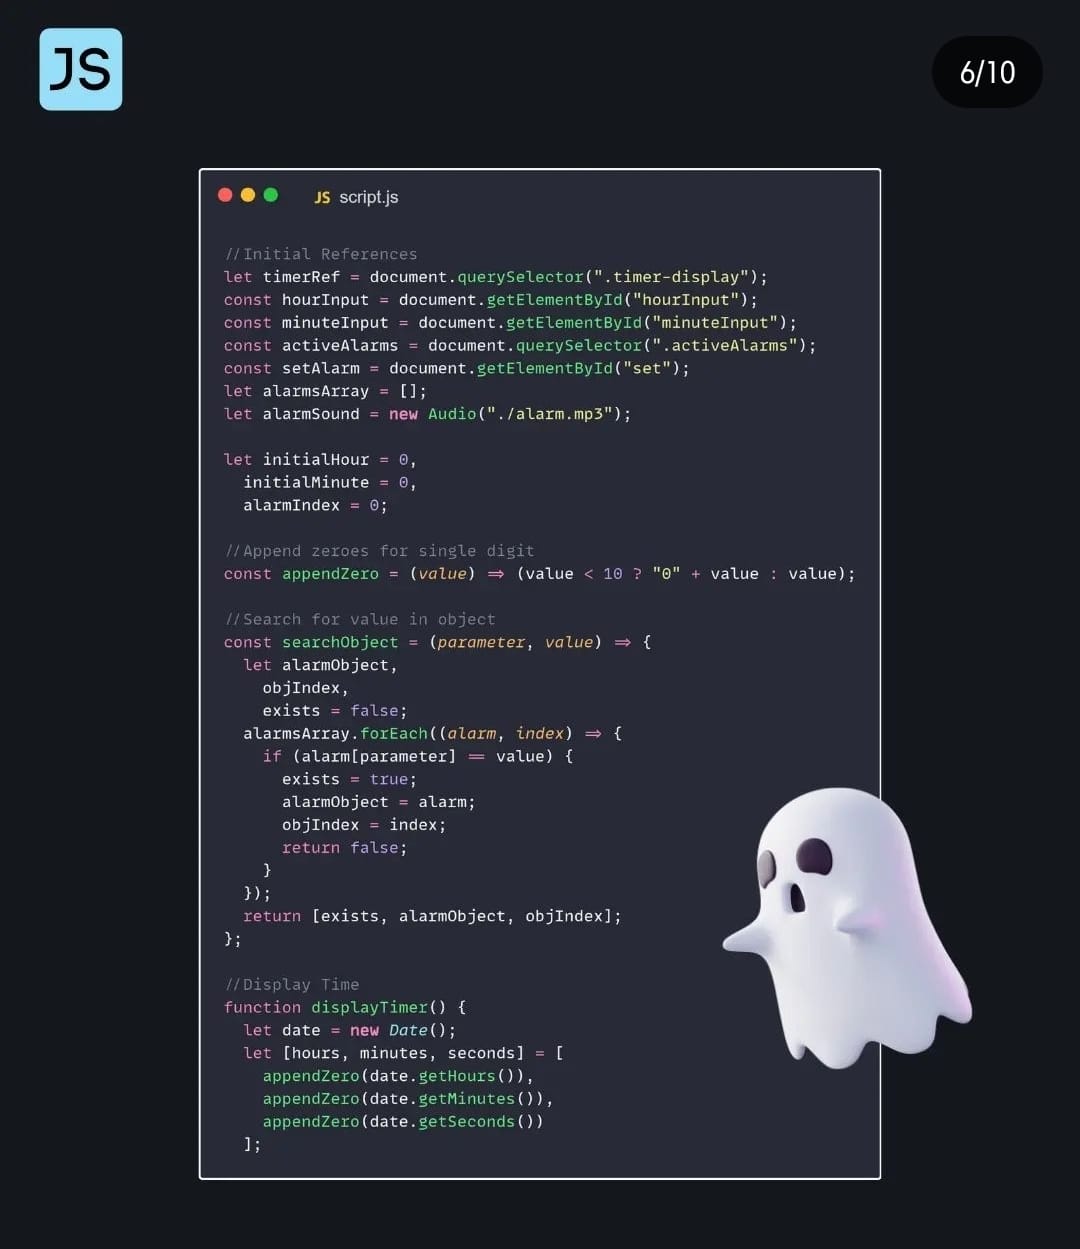 JS
6/10
JS script.js
//Initial References
let timerRef = document.querySelector(".timer-display");
const hourInput = document.getElementById("hourInput");
const minuteInput = document.getElementById("minuteInput");
const activeAlarms = document.querySelector(".activeAlarms");
const setAlarm = document.getElementById("set");
let alarmsArray = [];
let alarmSound = new Audio("./alarm.mp3");

let initialHour = 0,
  initialMinute = 0,
  alarmIndex = 0;

//Append zeroes for single digit
const appendZero = (value) => (value < 10 ? "0" + value : value);

//Search for value in object
const searchObject = (parameter, value) => {
  let alarmObject,
    objIndex,
    exists = false;
  alarmsArray.forEach((alarm, index) => {
    if (alarm[parameter] == value) {
      exists = true;
      alarmObject = alarm;
      objIndex = index;
      return false;
    }
  });
  return [exists, alarmObject, objIndex];
};

//Display Time
function displayTimer() {
  let date = new Date();
  let [hours, minutes, seconds] = [
    appendZero(date.getHours()),
    appendZero(date.getMinutes()),
    appendZero(date.getSeconds())
  ];